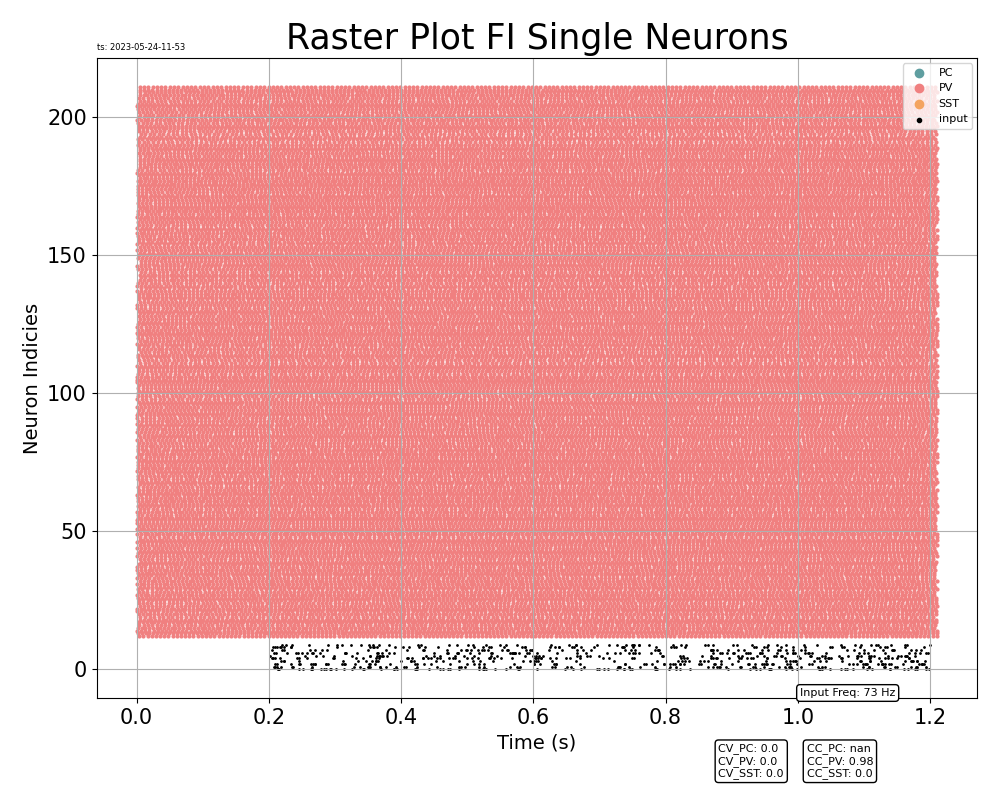 Raster Plot FI Single Neurons
ts: 2023-05-24-11-53
PC
PV
SST
input
200
150
100
50
0
Neuron Indicies
0.0 0.2 0.4 0.6 0.8 1.0 1.2
Time (s)
Input Freq: 73 Hz
CV_PC: 0.0
CV_PV: 0.0
CV_SST: 0.0
CC_PC: nan
CC_PV: 0.98
CC_SST: 0.0